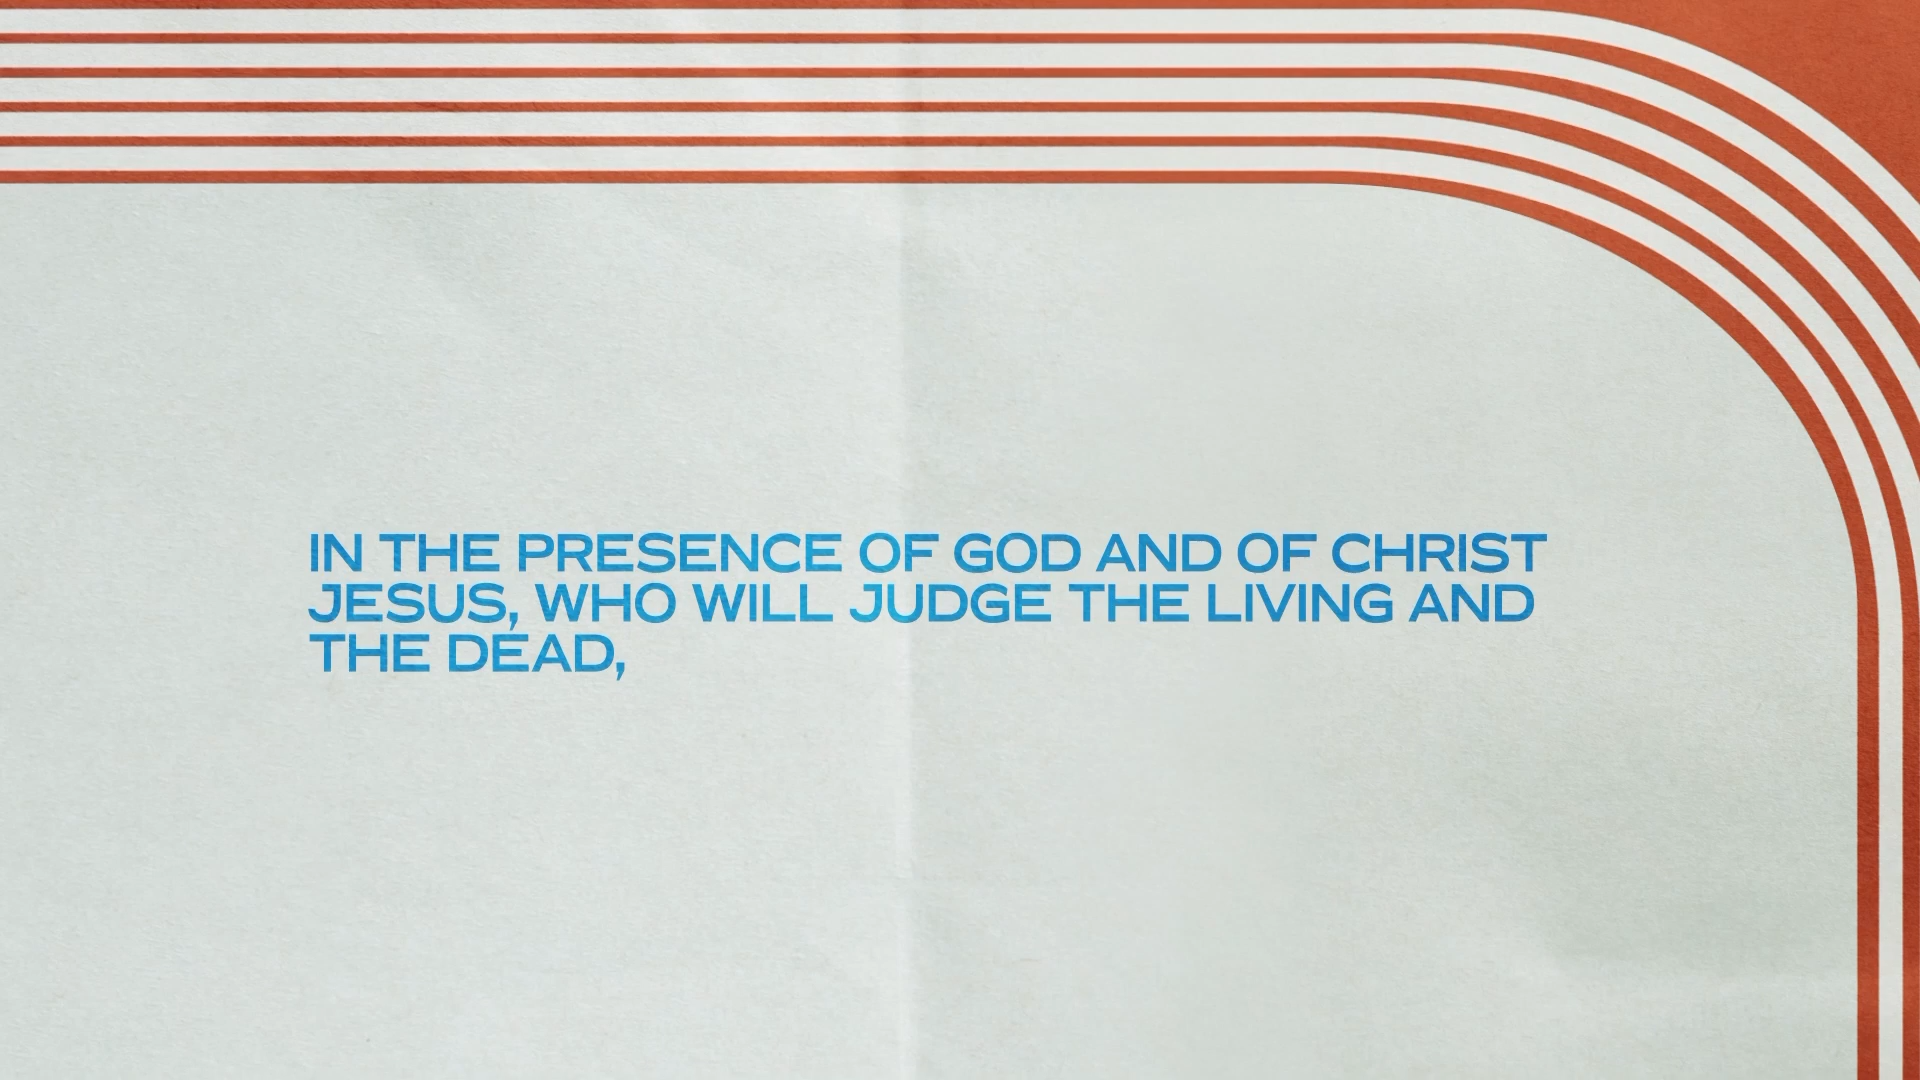 IN THE PRESENCE OF GOD AND OF CHRIST
JESUS, WHO WILL JUDGE THE LIVING AND
THE DEAD,